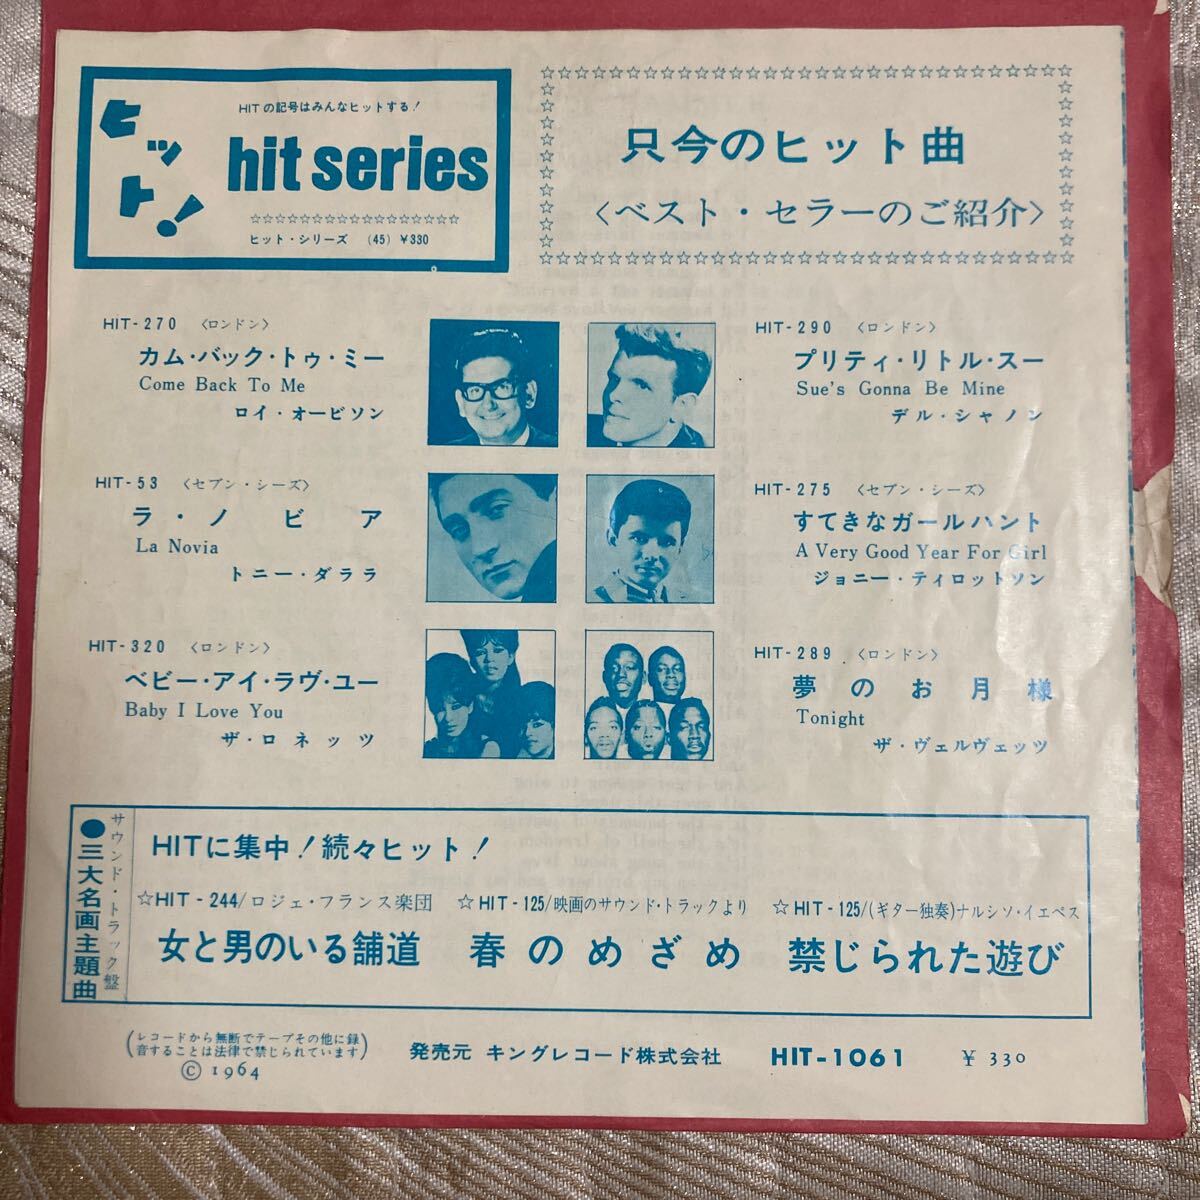 ヒット!
HITの記号はみんなヒットする!
hit series
☆☆☆☆☆☆☆☆☆☆☆☆☆☆☆☆☆
ヒット・シリーズ (45) ¥330
只今のヒット曲
〈ベスト・セラーのご紹介〉
HIT-270 〈ロンドン〉
カム・バック・トゥ・ミー
Come Back To Me
ロイ・オービソン
HIT-290 〈ロンドン〉
プリティ・リトル・スー
Sue's Gonna Be Mine
デル・シャノン
HIT-53 〈セブン・シーズ〉
ラ・ノビア
La Novia
トニー・ダララ
HIT-275 〈セブン・シーズ〉
すてきなガールハント
A Very Good Year For Girl
ジョニー・ティロットソン
HIT-320 〈ロンドン〉
ベビー・アイ・ラヴ・ユー
Baby I Love You
ザ・ロネッツ
HIT-289 〈ロンドン〉
夢のお月様
Tonight
ザ・ヴェルヴェッツ
サウンド・トラック盤
●三大名画主題曲
HITに集中!続々ヒット!
☆HIT-244/ロジェ・フランス楽団
女と男のいる舗道
☆HIT-125/映画のサウンド・トラックより
春のめざめ
☆HIT-125/(ギター独奏)ナルシソ・イエペス
禁じられた遊び
(レコードから無断でテープその他に録
音することは法律で禁じられています)
© 1964
発売元 キングレコード株式会社
HIT-1061
¥ 330